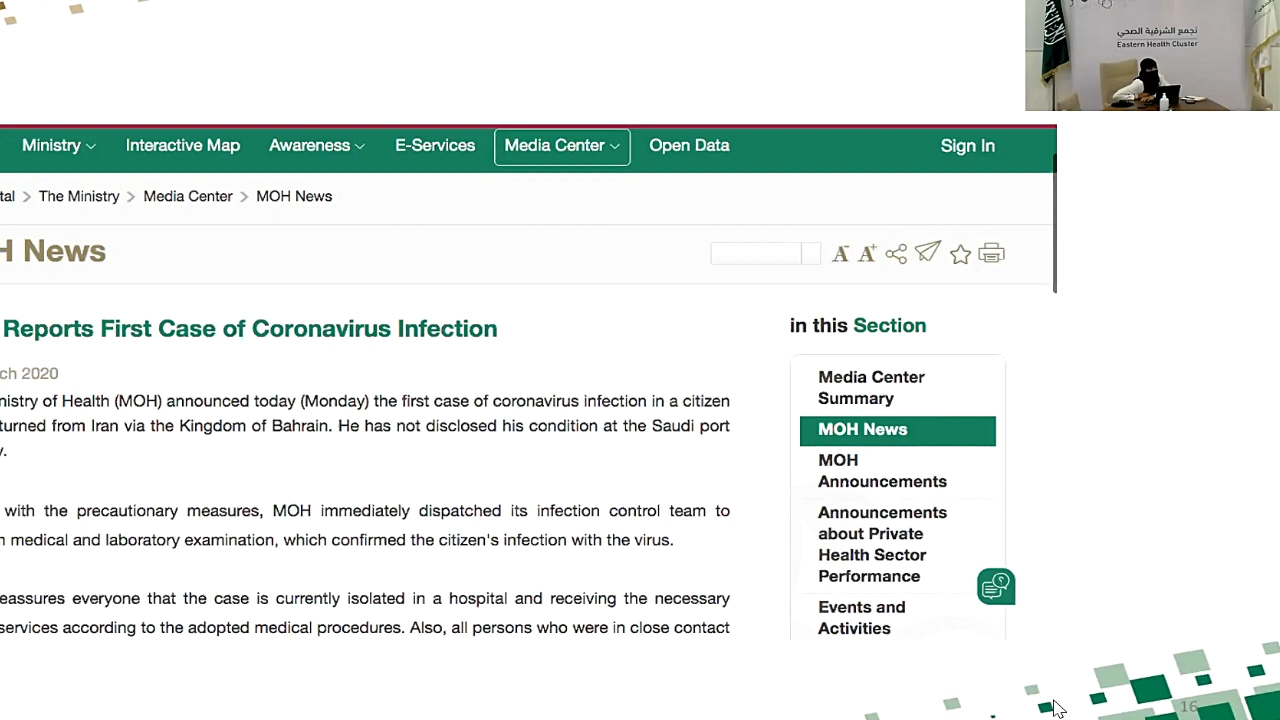 تجمع الشرقية الصحي
Eastern Health Cluster
Ministry
Interactive Map
Awareness
E-Services
Media Center
Open Data
Sign In
tal > The Ministry > Media Center > MOH News
H News
A-
A+
Reports First Case of Coronavirus Infection
ch 2020
nistry of Health (MOH) announced today (Monday) the first case of coronavirus infection in a citizen
turned from Iran via the Kingdom of Bahrain. He has not disclosed his condition at the Saudi port
y.
with the precautionary measures, MOH immediately dispatched its infection control team to
n medical and laboratory examination, which confirmed the citizen's infection with the virus.
eassures everyone that the case is currently isolated in a hospital and receiving the necessary
services according to the adopted medical procedures. Also, all persons who were in close contact
in this Section
Media Center
Summary
MOH News
MOH
Announcements
Announcements
about Private
Health Sector
Performance
Events and
Activities
16